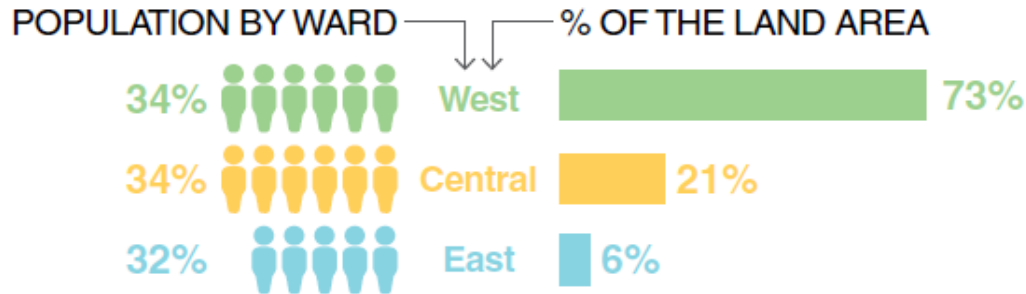 POPULATION BY WARD % OF THE LAND AREA
34% West 73%
34% Central 21%
32% East 6%